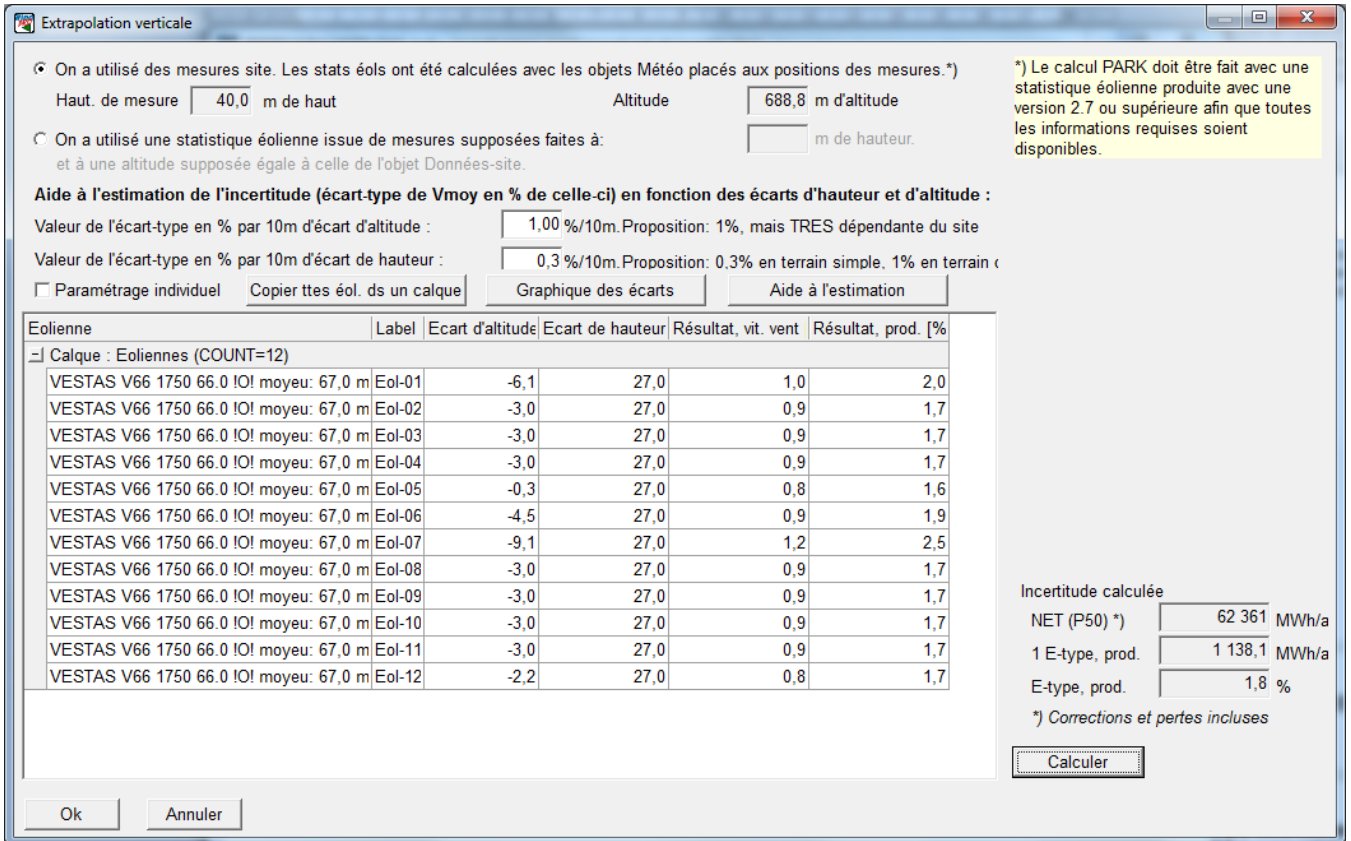 Extrapolation verticale
On a utilisé des mesures site. Les stats éols ont été calculées avec les objets Météo placés aux positions des mesures.*)
Haut. de mesure 40,0 m de haut Altitude 688,8 m d'altitude
On a utilisé une statistique éolienne issue de mesures supposées faites à: m de hauteur.
et à une altitude supposée égale à celle de l'objet Données-site.
*) Le calcul PARK doit être fait avec une
statistique éolienne produite avec une
version 2.7 ou supérieure afin que toutes
les informations requises soient
disponibles.
Aide à l'estimation de l'incertitude (écart-type de Vmoy en % de celle-ci) en fonction des écarts d'hauteur et d'altitude :
Valeur de l'écart-type en % par 10m d'écart d'altitude : 1,00 %/10m. Proposition: 1%, mais TRES dépendante du site
Valeur de l'écart-type en % par 10m d'écart de hauteur : 0,3 %/10m. Proposition: 0,3% en terrain simple, 1% en terrain
Paramétrage individuel Copier ttes éol. ds un calque Graphique des écarts Aide à l'estimation
Eolienne Label Ecart d'altitude Ecart de hauteur Résultat, vit. vent Résultat, prod. [%
Calque : Eoliennes (COUNT=12)
VESTAS V66 1750 66.0 !O! moyeu: 67,0 m Eol-01 -6,1 27,0 1,0 2,0
VESTAS V66 1750 66.0 !O! moyeu: 67,0 m Eol-02 -3,0 27,0 0,9 1,7
VESTAS V66 1750 66.0 !O! moyeu: 67,0 m Eol-03 -3,0 27,0 0,9 1,7
VESTAS V66 1750 66.0 !O! moyeu: 67,0 m Eol-04 -3,0 27,0 0,9 1,7
VESTAS V66 1750 66.0 !O! moyeu: 67,0 m Eol-05 -0,3 27,0 0,8 1,6
VESTAS V66 1750 66.0 !O! moyeu: 67,0 m Eol-06 -4,5 27,0 0,9 1,9
VESTAS V66 1750 66.0 !O! moyeu: 67,0 m Eol-07 -9,1 27,0 1,2 2,5
VESTAS V66 1750 66.0 !O! moyeu: 67,0 m Eol-08 -3,0 27,0 0,9 1,7
VESTAS V66 1750 66.0 !O! moyeu: 67,0 m Eol-09 -3,0 27,0 0,9 1,7
VESTAS V66 1750 66.0 !O! moyeu: 67,0 m Eol-10 -3,0 27,0 0,9 1,7
VESTAS V66 1750 66.0 !O! moyeu: 67,0 m Eol-11 -3,0 27,0 0,9 1,7
VESTAS V66 1750 66.0 !O! moyeu: 67,0 m Eol-12 -2,2 27,0 0,8 1,7
Incertitude calculée
NET (P50) *) 62 361 MWh/a
1 E-type, prod. 1 138,1 MWh/a
E-type, prod. 1,8 %
*) Corrections et pertes incluses
Calculer
Ok Annuler